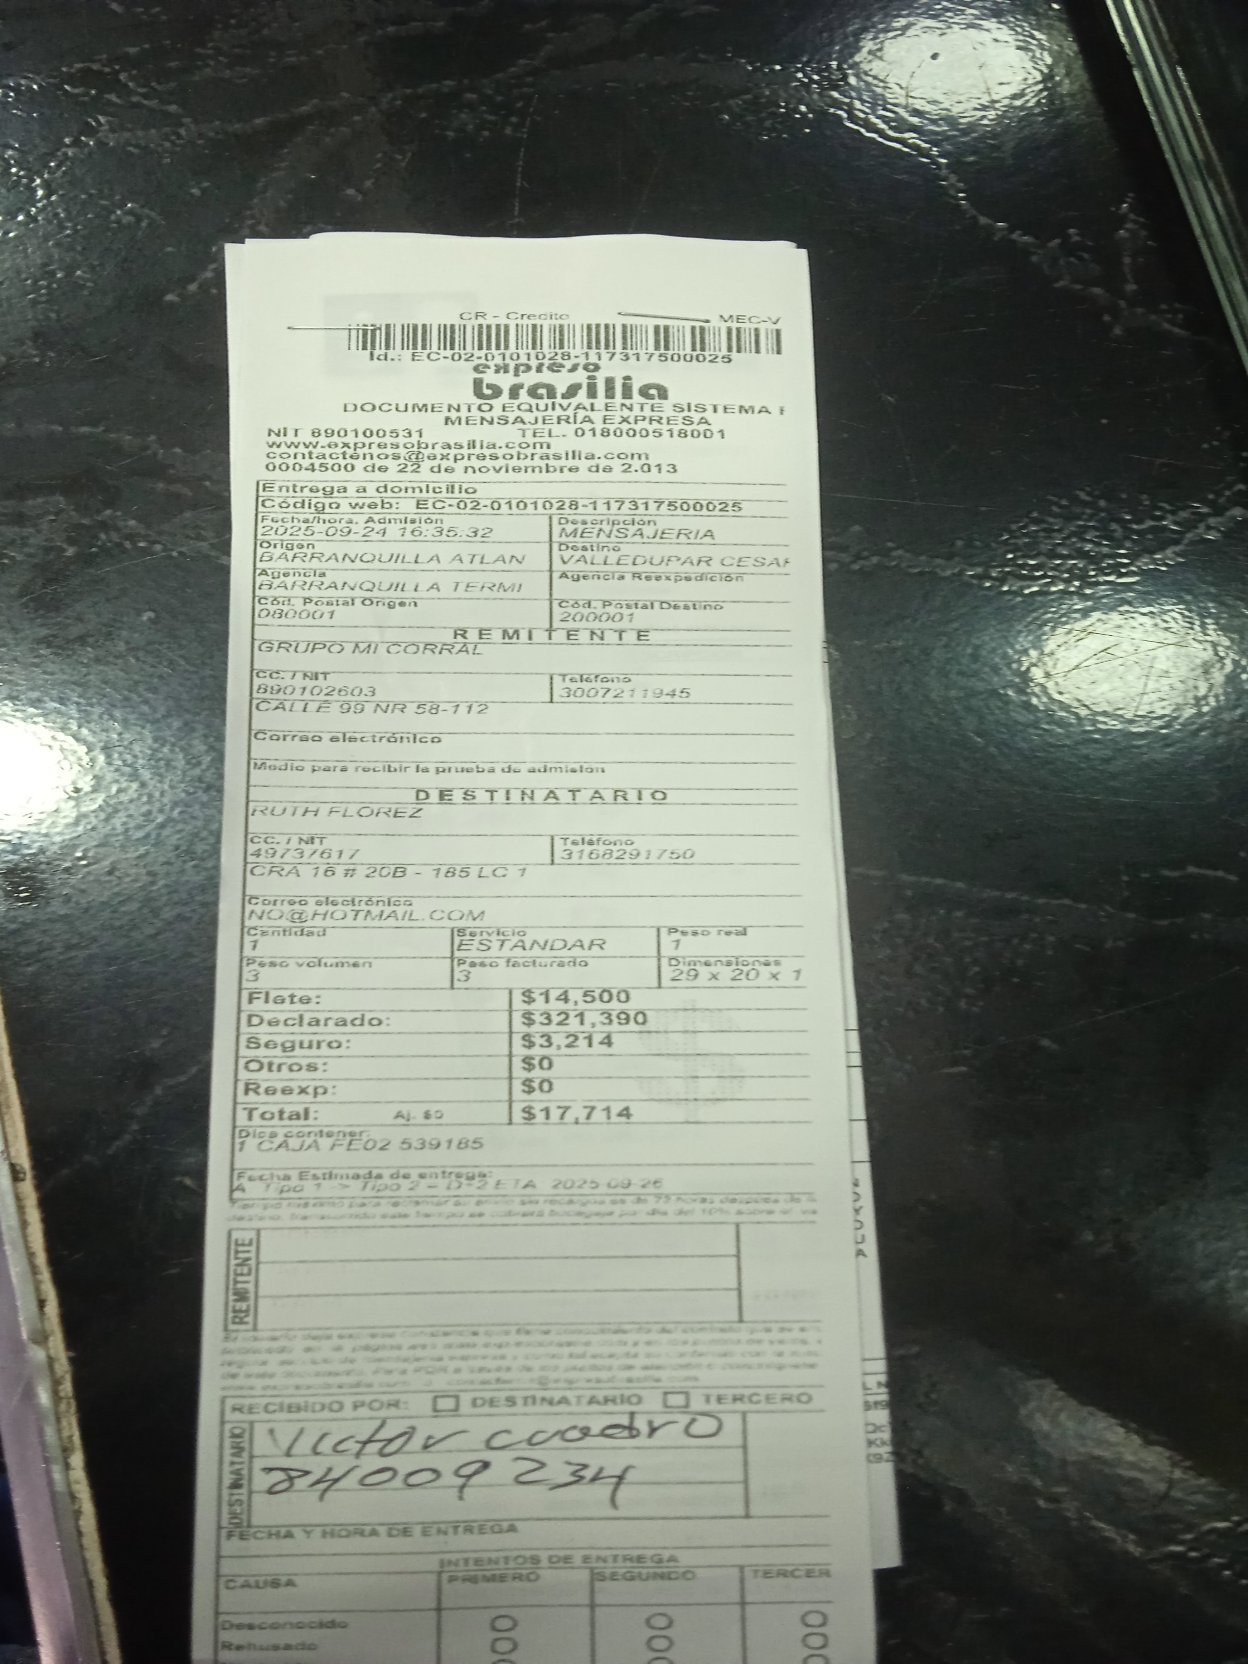 CR - Credito MEC-V
Id.: EC-02-0101028-117317500025
expreso
brasilia
DOCUMENTO EQUIVALENTE SISTEMA
MENSAJERÍA EXPRESA
NIT 890100531 TEL. 018000518001
www.expresobrasilia.com
contactenos@expresobrasilia.com
0004500 de 22 de noviembre de 2.013
Entrega a domicilio
Código web: EC-02-0101028-117317500025
Fecha/hora. Admisión Descripción
2025-09-24 16:35:32 MENSAJERIA
Origen Destino
BARRANQUILLA ATLAN VALLEDUPAR CESAR
Agencia Agencia Reexpedición
BARRANQUILLA TERMI
Cód. Postal Origen Cód. Postal Destino
080001 200001
REMITENTE
GRUPO MI CORRAL
CC. / NIT Teléfono
890102603 3007211945
CALLE 99 NR 58-112
Correo electrónico
Medio para recibir la prueba de admisión
DESTINATARIO
RUTH FLOREZ
CC. / NIT Teléfono
49737617 3168291750
CRA 16 # 20B - 185 LC 1
Correo electrónico
NO@HOTMAIL.COM
Cantidad Servicio Peso real
1 ESTANDAR 1
Peso volumen Peso facturado Dimensiones
3 3 29 x 20 x 1
Flete: $14,500
Declarado: $321,390
Seguro: $3,214
Otros: $0
Reexp: $0
Total: Aj. $0 $17,714
Dice contener:
1 CAJA FE02 539185
Fecha Estimada de entrega:
A Tipo 1 -> Tipo 2 = D+2 ETA 2025-09-26
REMITENTE
RECIBIDO POR: DESTINATARIO TERCERO
DESTINATARIO
Victor cuadro
84009234
FECHA Y HORA DE ENTREGA
INTENTOS DE ENTREGA
CAUSA PRIMERO SEGUNDO TERCER
Desconocido
Rehusado